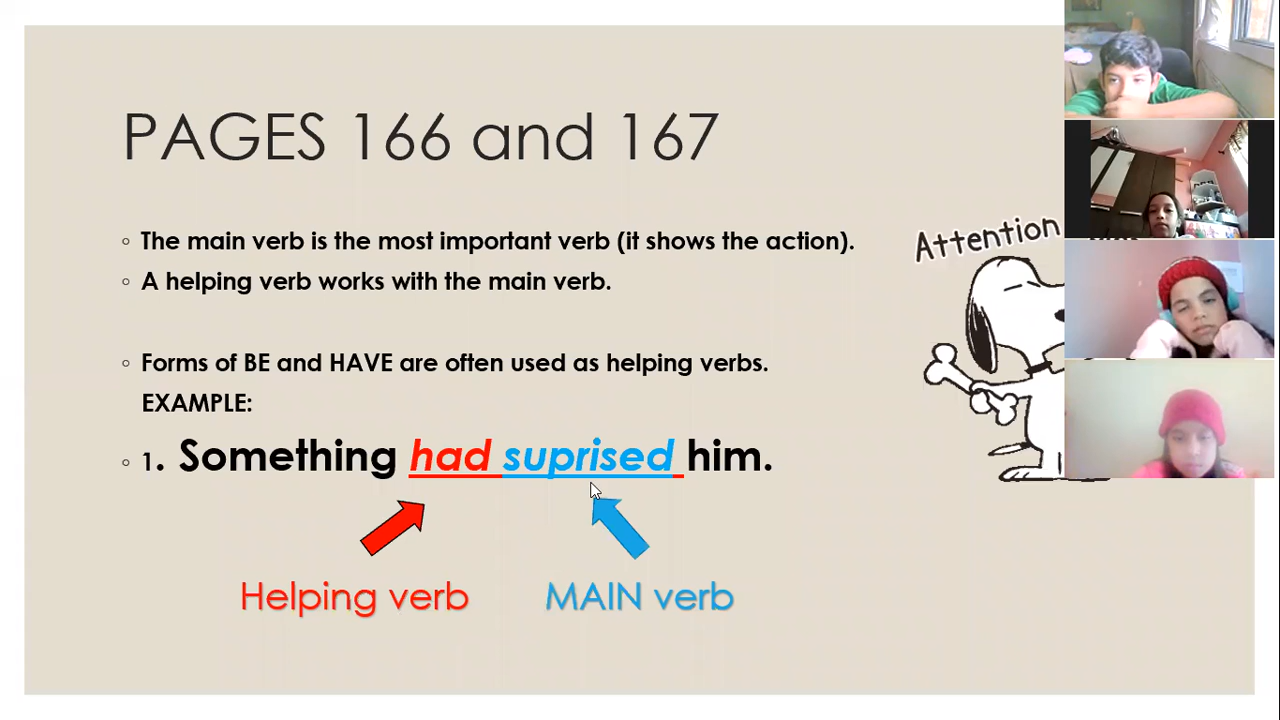 PAGES 166 and 167
Attention
The main verb is the most important verb (it shows the action).
A helping verb works with the main verb.
Forms of BE and HAVE are often used as helping verbs.
EXAMPLE:
1. Something had suprised him.
Helping verb MAIN verb